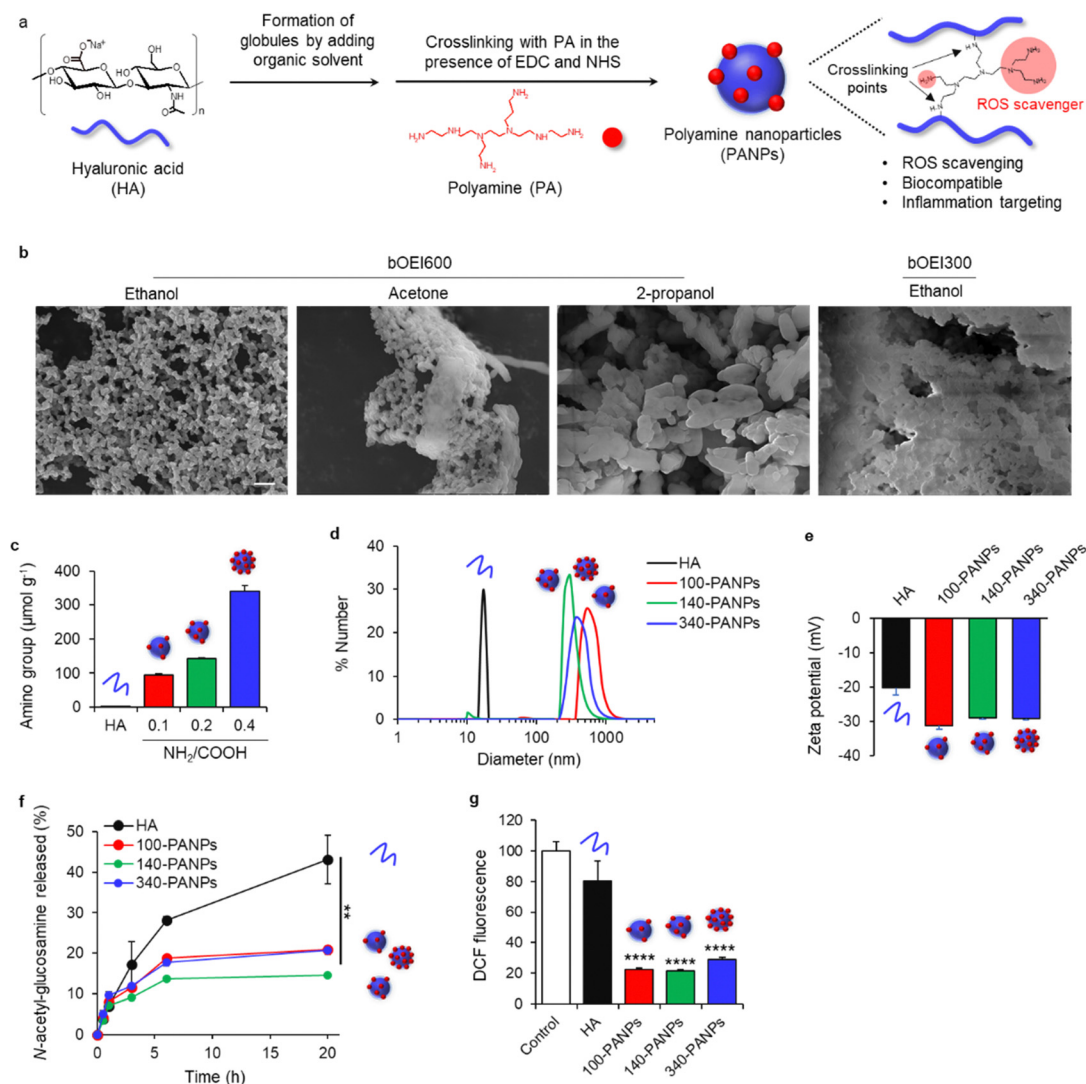 a
Formation of
globules by adding
organic solvent
Crosslinking with PA in the
presence of EDC and NHS
Crosslinking
points
ROS scavenger
Hyaluronic acid
(HA)
Polyamine (PA)
Polyamine nanoparticles
(PANPs)
• ROS scavenging
• Biocompatible
• Inflammation targeting
b
bOEI600
bOEI300
Ethanol
Acetone
2-propanol
Ethanol
c
Amino group (µmol g⁻¹)
400
300
200
100
0
HA
0.1
0.2
0.4
NH₂/COOH
d
% Number
40
30
20
10
0
1
10
100
1000
Diameter (nm)
HA
100-PANPs
140-PANPs
340-PANPs
e
HA
100-PANPs
140-PANPs
340-PANPs
Zeta potential (mV)
0
-10
-20
-30
-40
f
N-acetyl-glucosamine released (%)
50
40
30
20
10
0
0
5
10
15
20
Time (h)
HA
100-PANPs
140-PANPs
340-PANPs
**
g
DCF fluorescence
120
100
80
60
40
20
0
****
****
****
Control
HA
100-PANPs
140-PANPs
340-PANPs